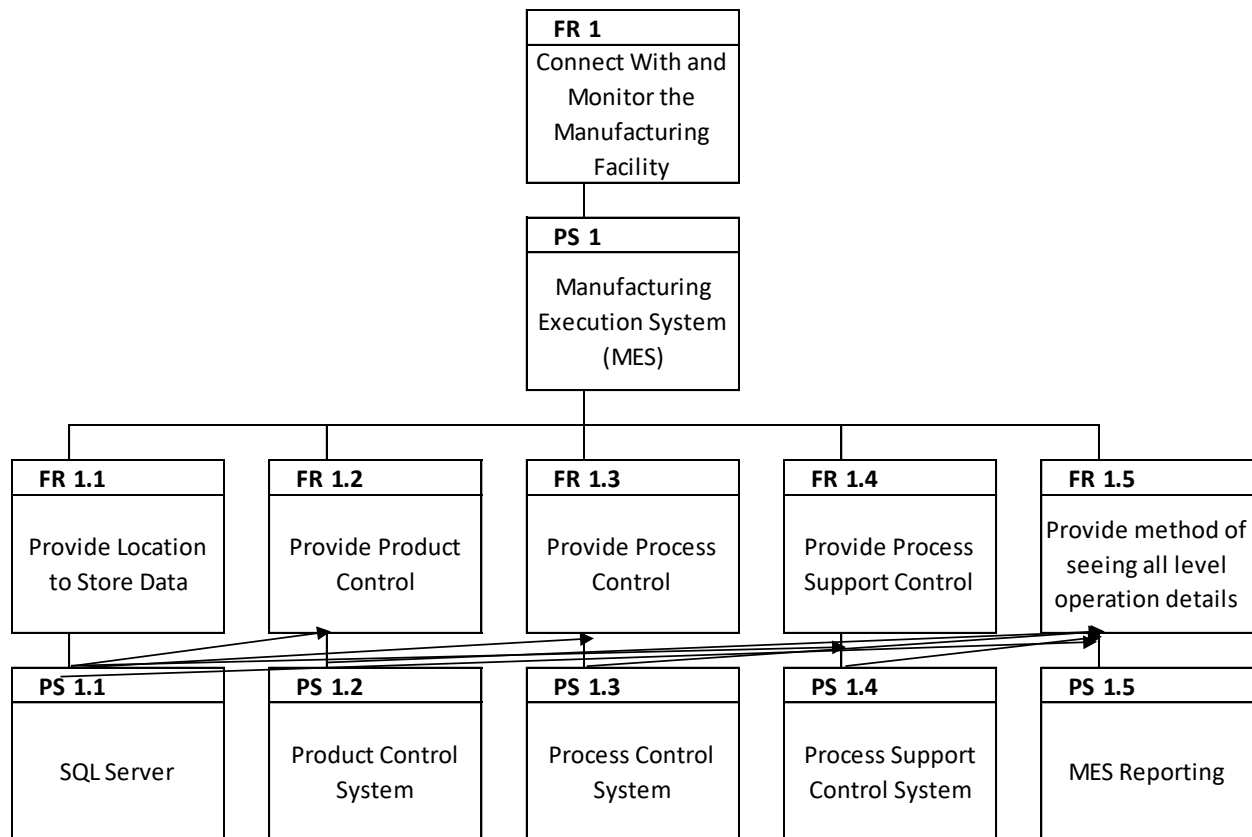 FR 1
Connect With and
Monitor the
Manufacturing
Facility
PS 1
Manufacturing
Execution System
(MES)
FR 1.1
Provide Location
to Store Data
FR 1.2
Provide Product
Control
FR 1.3
Provide Process
Control
FR 1.4
Provide Process
Support Control
FR 1.5
Provide method of
seeing all level
operation details
PS 1.1
SQL Server
PS 1.2
Product Control
System
PS 1.3
Process Control
System
PS 1.4
Process Support
Control System
PS 1.5
MES Reporting